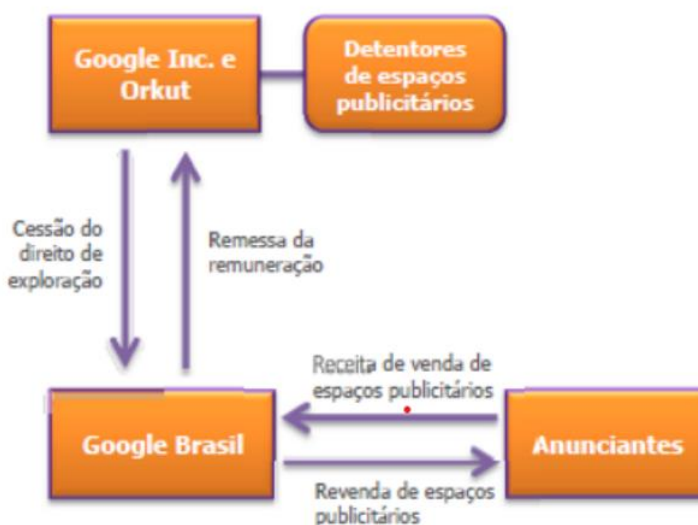 Google Inc. e
Orkut
Detentores
de espaços
publicitários
Cessão do
direito de
exploração
Remessa da
remuneração
Receita de venda de
espaços publicitários
Google Brasil
Anunciantes
Revenda de espaços
publicitários